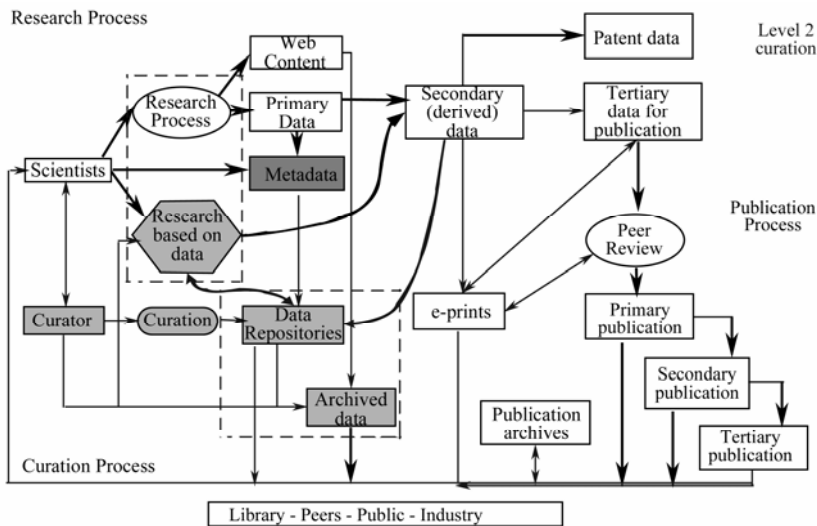 Research Process
Level 2
curation
Web
Content
Patent data
Research
Process
Primary
Data
Secondary
(derived)
data
Tertiary
data for
publication
Scientists
Metadata
Research
based on
data
Publication
Process
Peer
Review
Curator
Curation
Data
Repositories
e-prints
Primary
publication
Secondary
publication
Archived
data
Publication
archives
Tertiary
publication
Curation Process
Library - Peers - Public - Industry